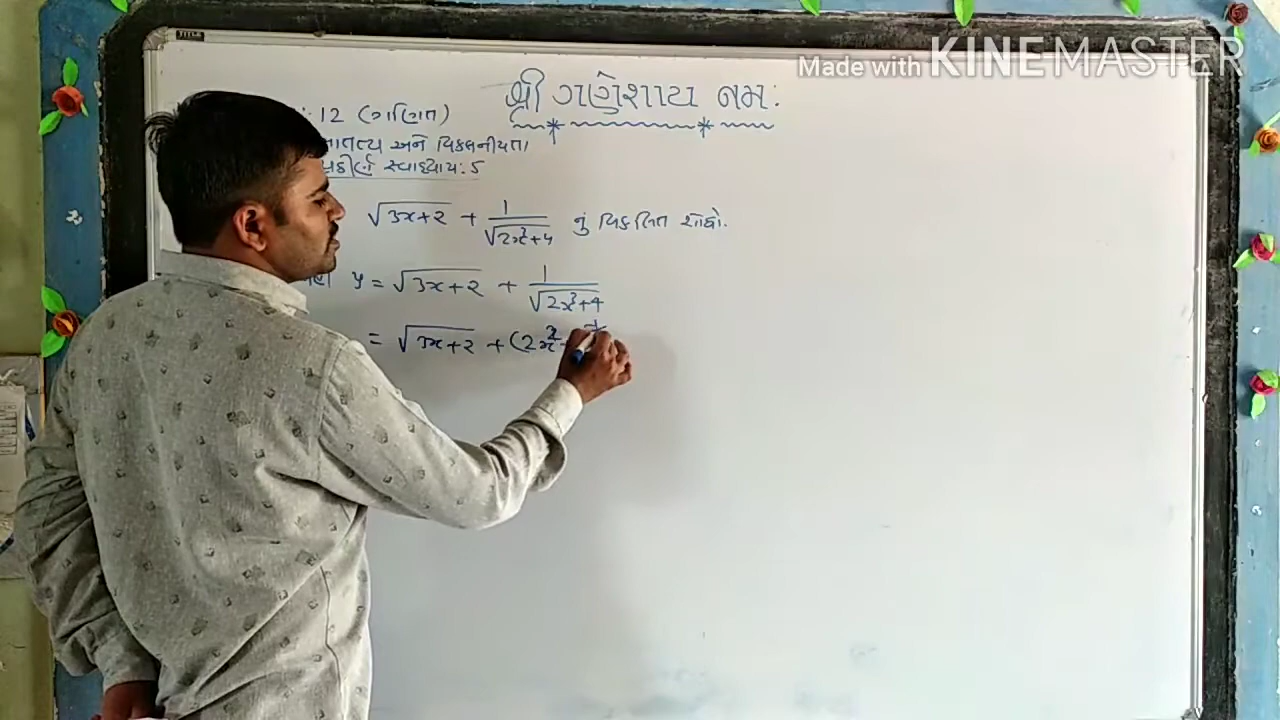 Made with KINEMASTER
શ્રી ગણેશાય નમ:
: 12 (ગણિત)
અને વિકલનીયતા
સ્વાધ્યાય: 5
√3x+2 + 1/√2x²+4 નું વિકલિત શોધો.
y = √3x+2 + 1/√2x²+4
= √3x+2 + (2x²